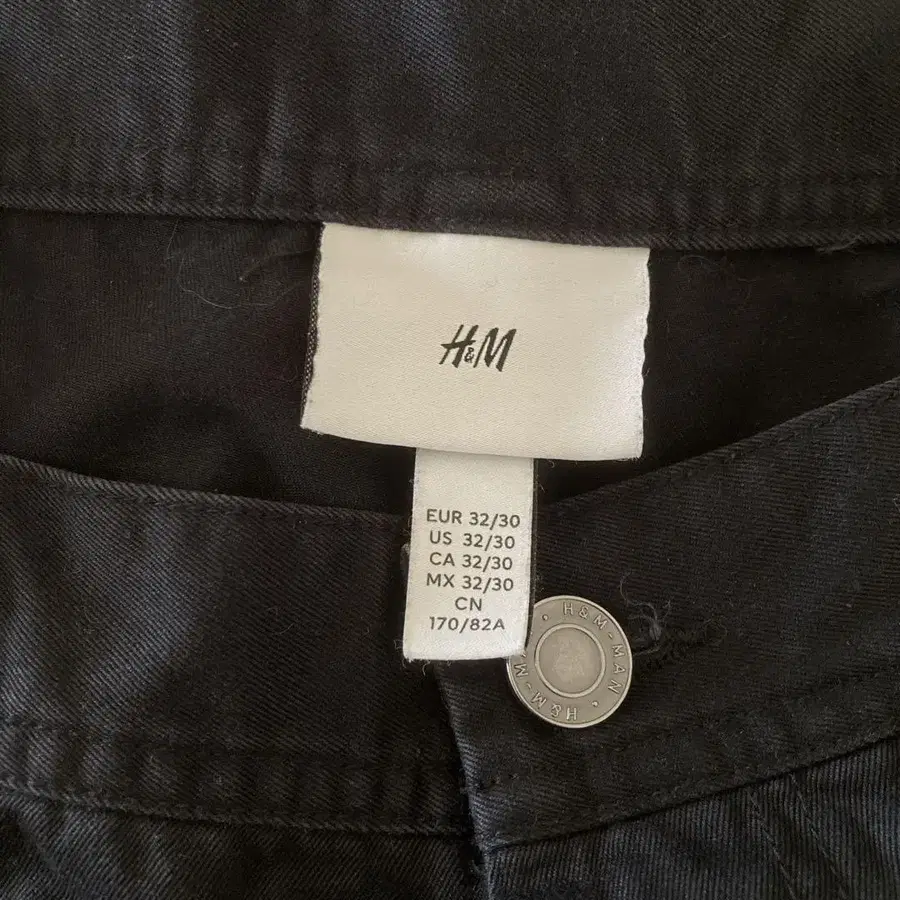 H&M
EUR 32/30
US 32/30
CA 32/30
MX 32/30
CN
170/82A
H&M-MAN
H&M-M